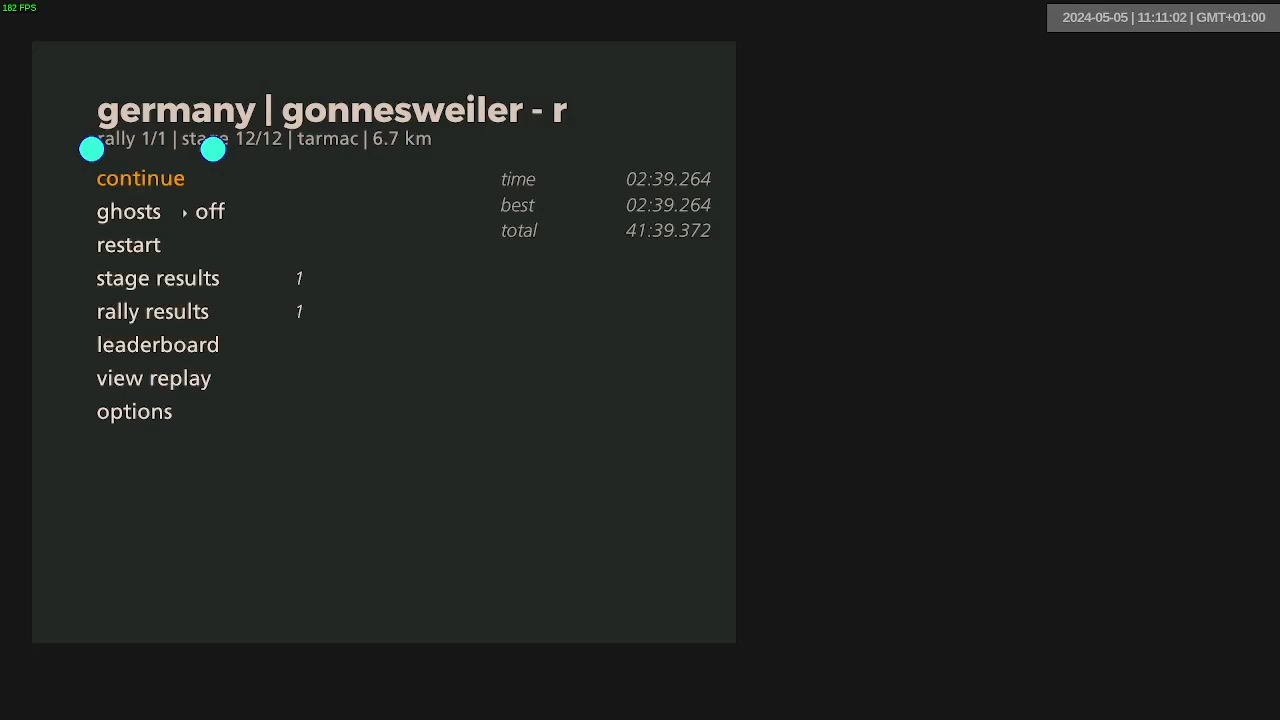 182 FPS
2024-05-05 | 11:11:02 | GMT+01:00
germany | gonnesweiler - r
rally 1/1 | stage 12/12 | tarmac | 6.7 km
continue
ghosts ‣ off
restart
stage results 1
rally results 1
leaderboard
view replay
options
time 02:39.264
best 02:39.264
total 41:39.372